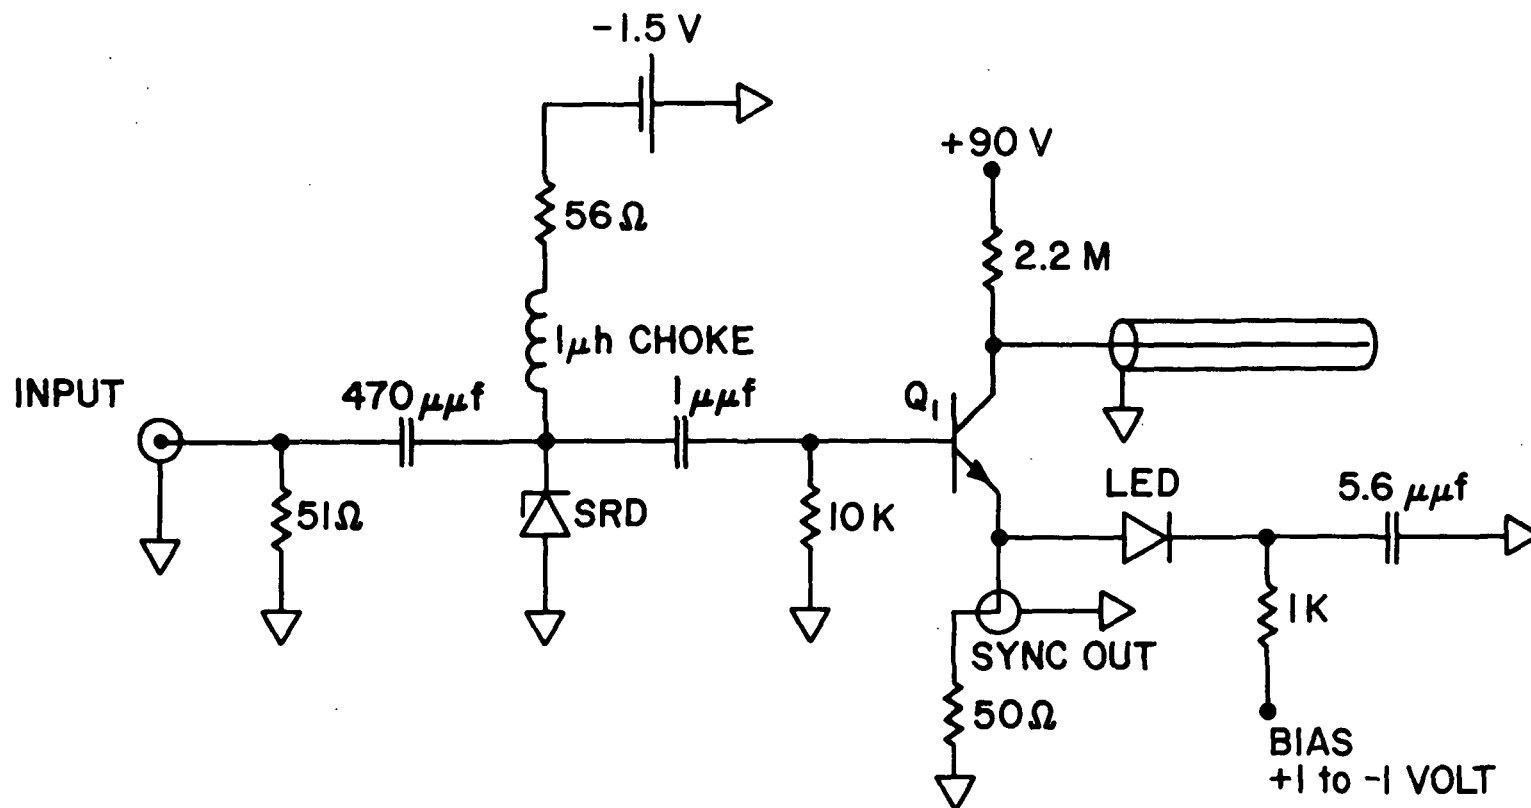 -1.5 V
+90 V
56Ω
2.2 M
1μh CHOKE
INPUT
470 μμf
1 μμf
Q1
51Ω
SRD
10K
LED
5.6 μμf
1K
SYNC OUT
50Ω
BIAS
+1 to -1 VOLT